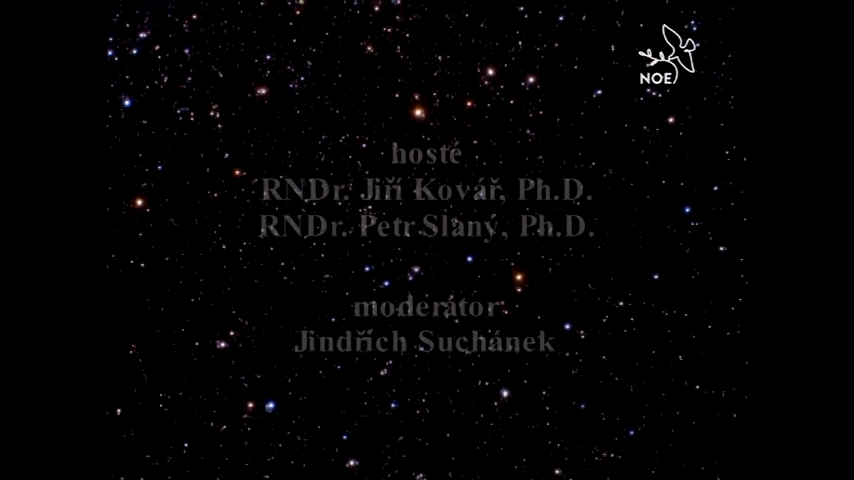 NOE
hosté
RNDr. Jiří Kovář, Ph.D.
RNDr. Petr Slaný, Ph.D.
moderátor
Jindřich Suchánek